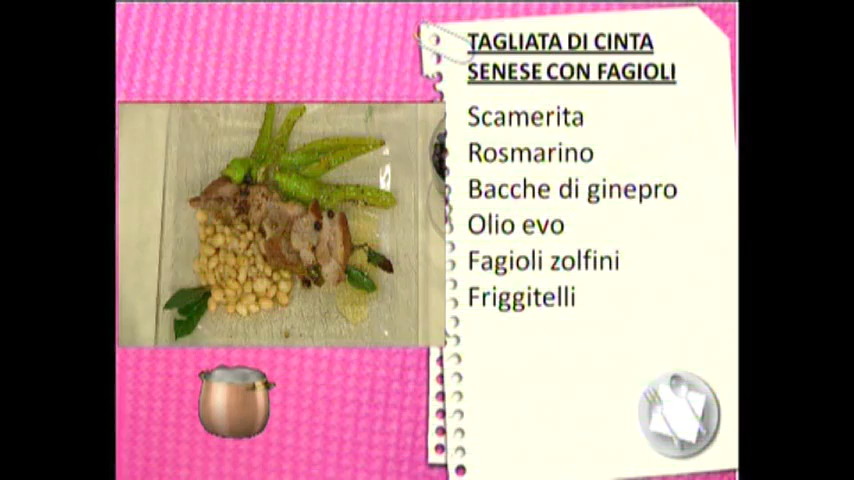 TAGLIATA DI CINTA
SENESE CON FAGIOLI
Scamerita
Rosmarino
Bacche di ginepro
Olio evo
Fagioli zolfini
Friggitelli